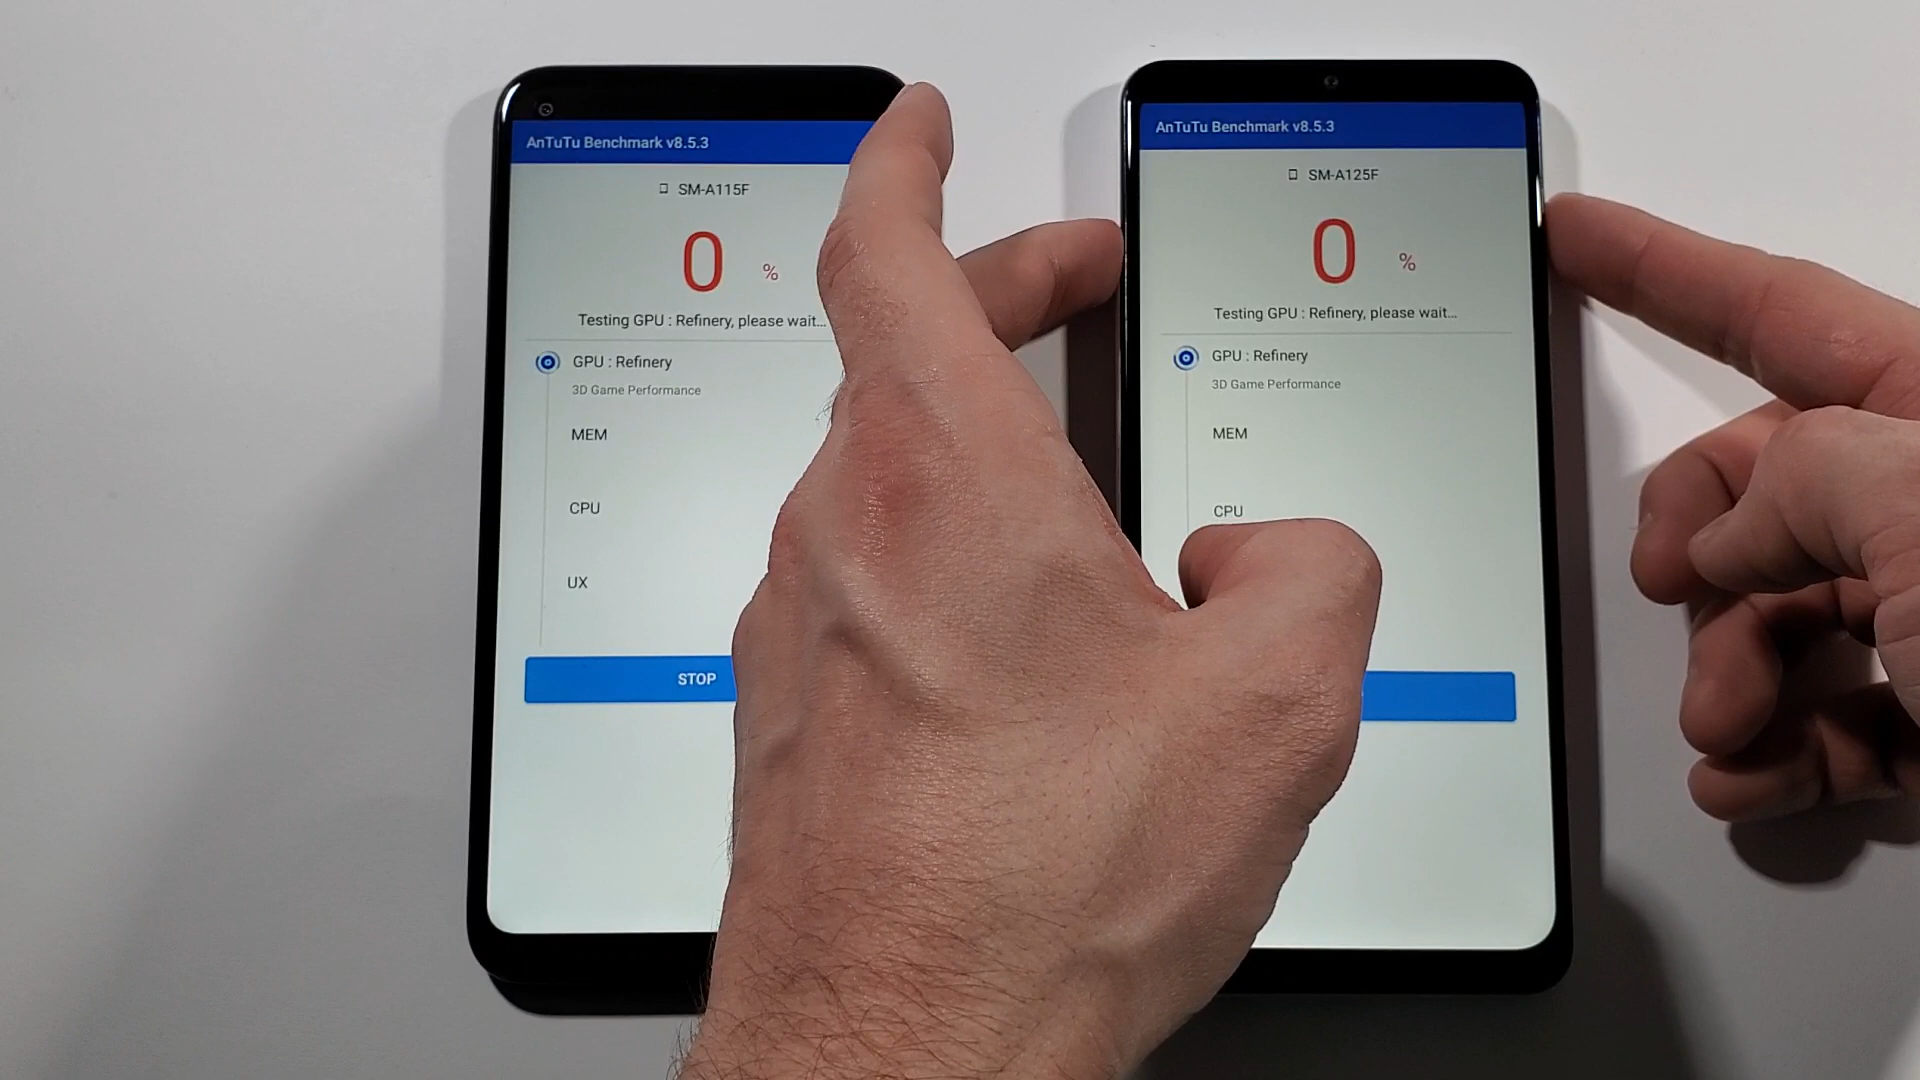 AnTuTu Benchmark v8.5.3
SM-A115F
0 %
Testing GPU : Refinery, please wait...
GPU : Refinery
3D Game Performance
MEM
CPU
UX
STOP
AnTuTu Benchmark v8.5.3
SM-A125F
0 %
Testing GPU : Refinery, please wait...
GPU : Refinery
3D Game Performance
MEM
CPU